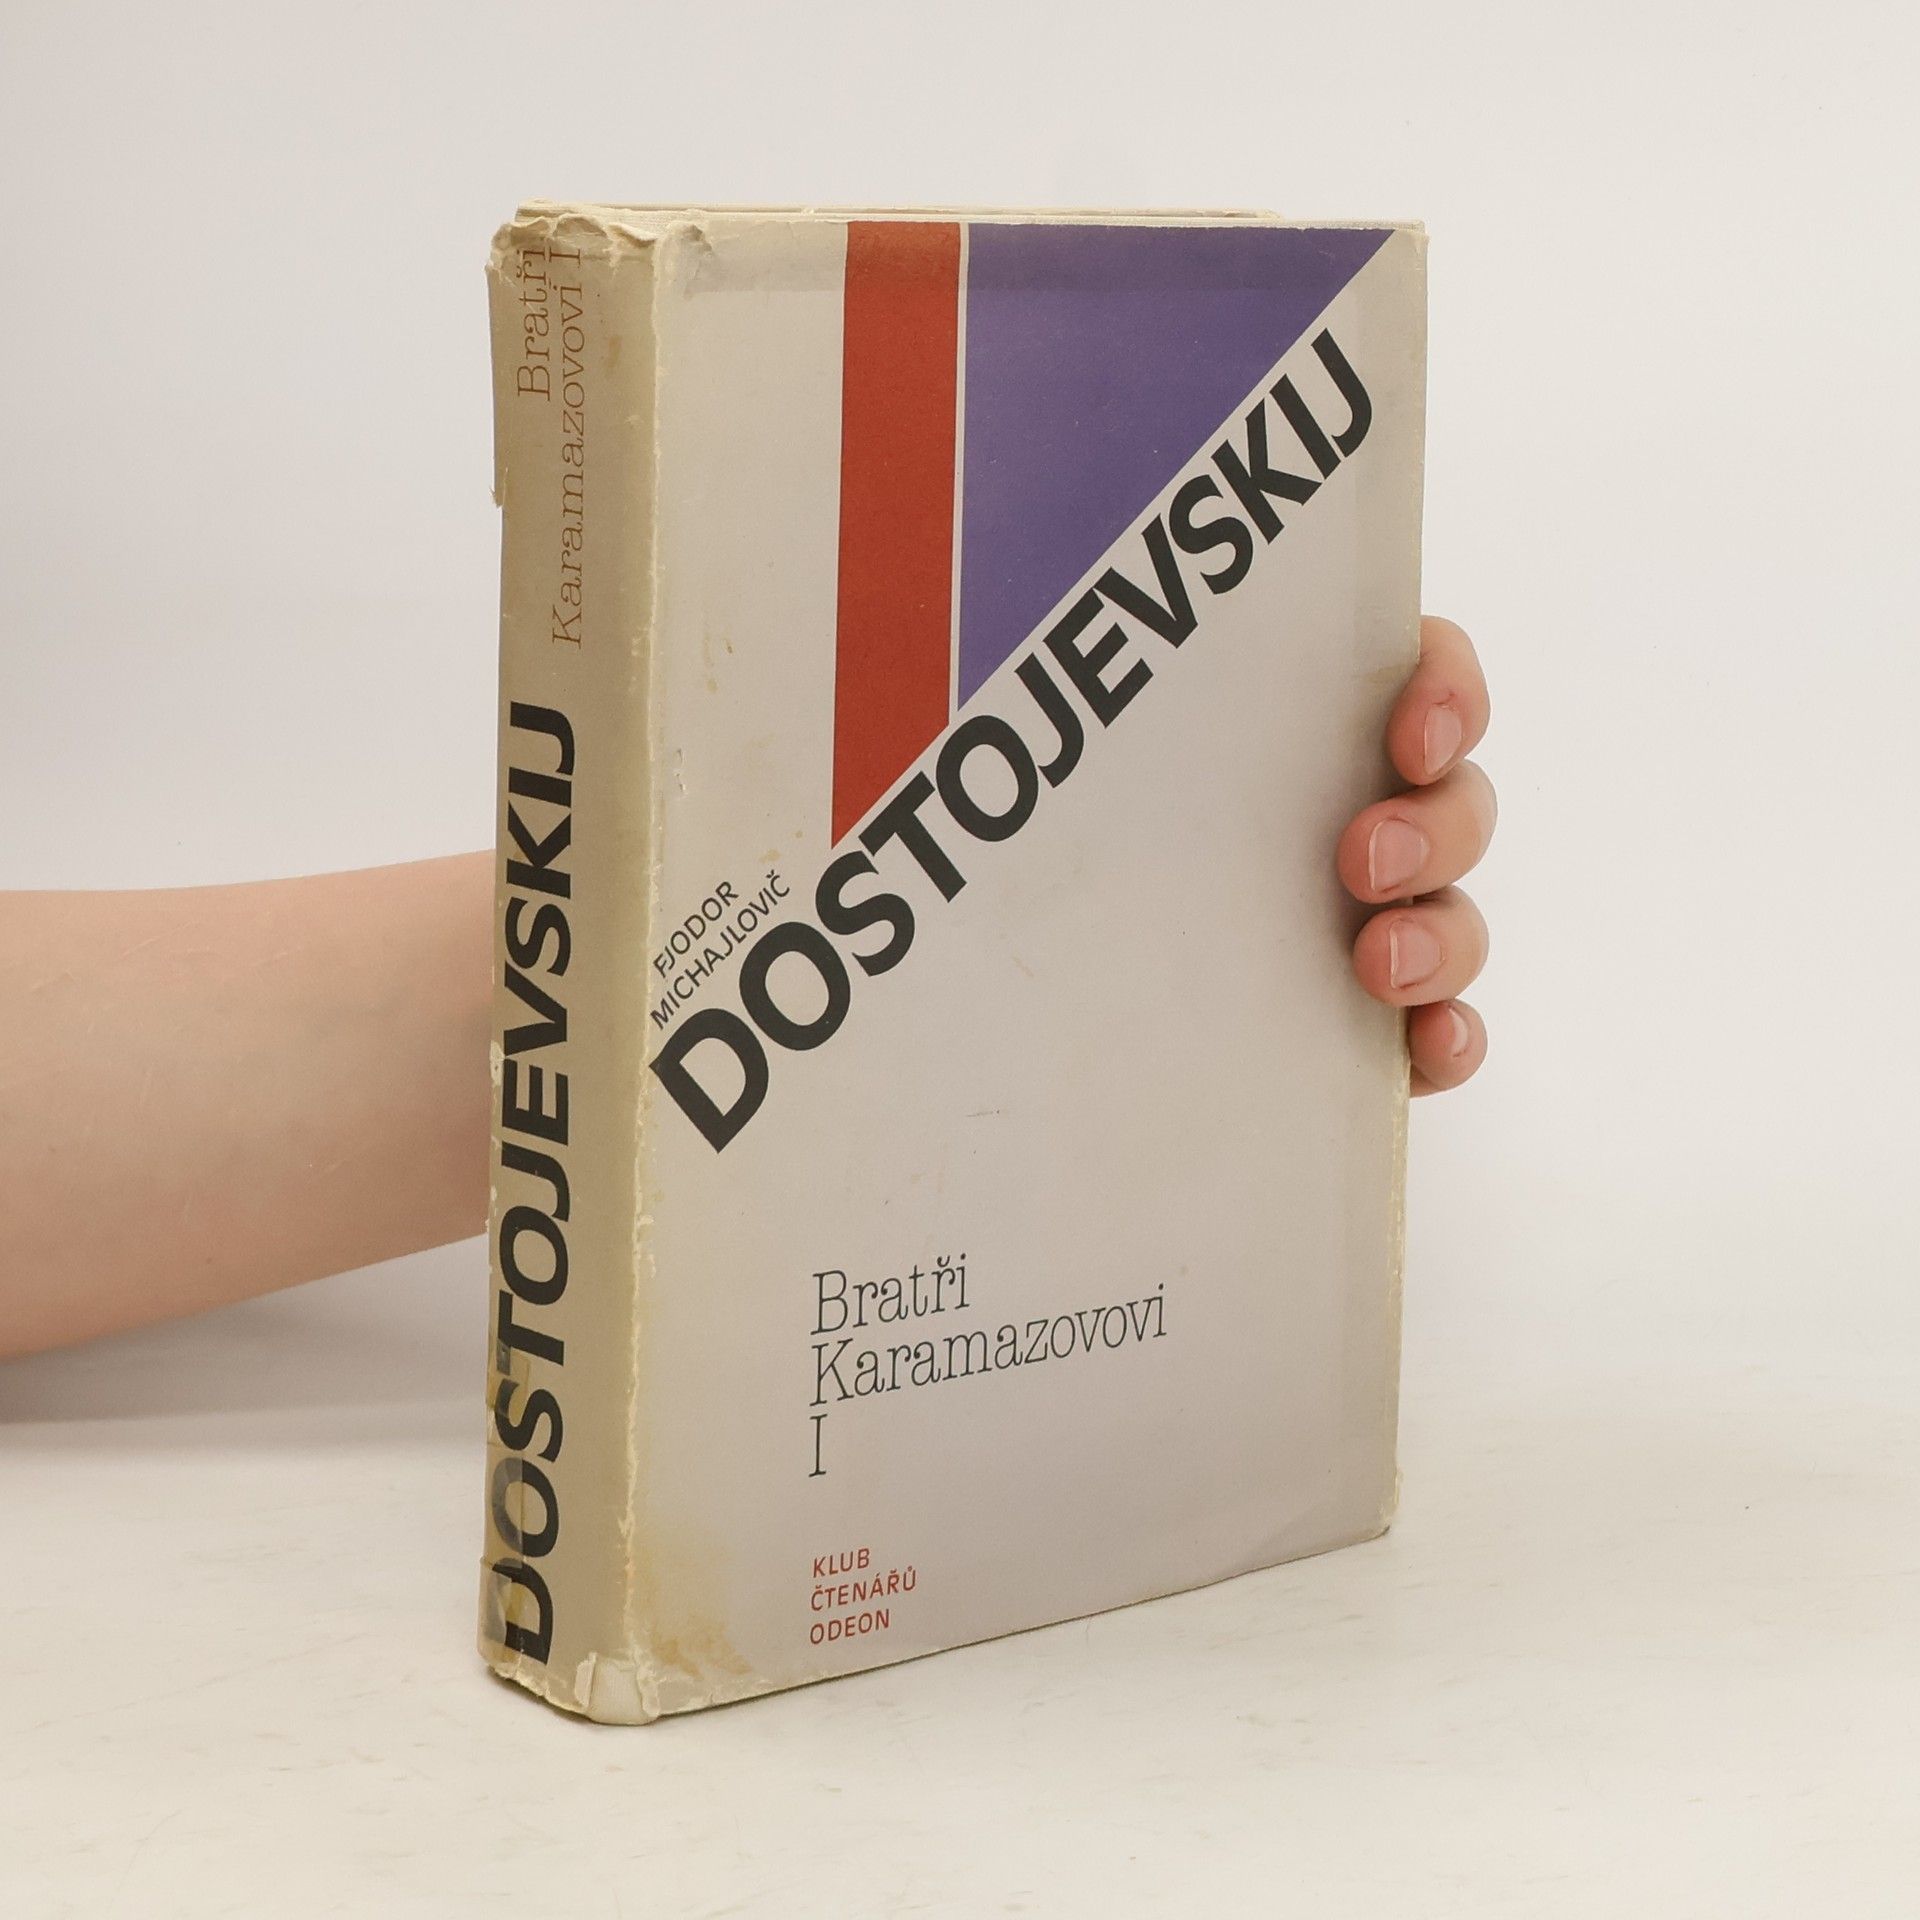 Bratři
Karamazovovi I
DOSTOJEVSKIJ
FJODOR
MICHAJLOVIČ
DOSTOJEVSKIJ
Bratři
Karamazovovi
I
KLUB
ČTENÁŘŮ
ODEON